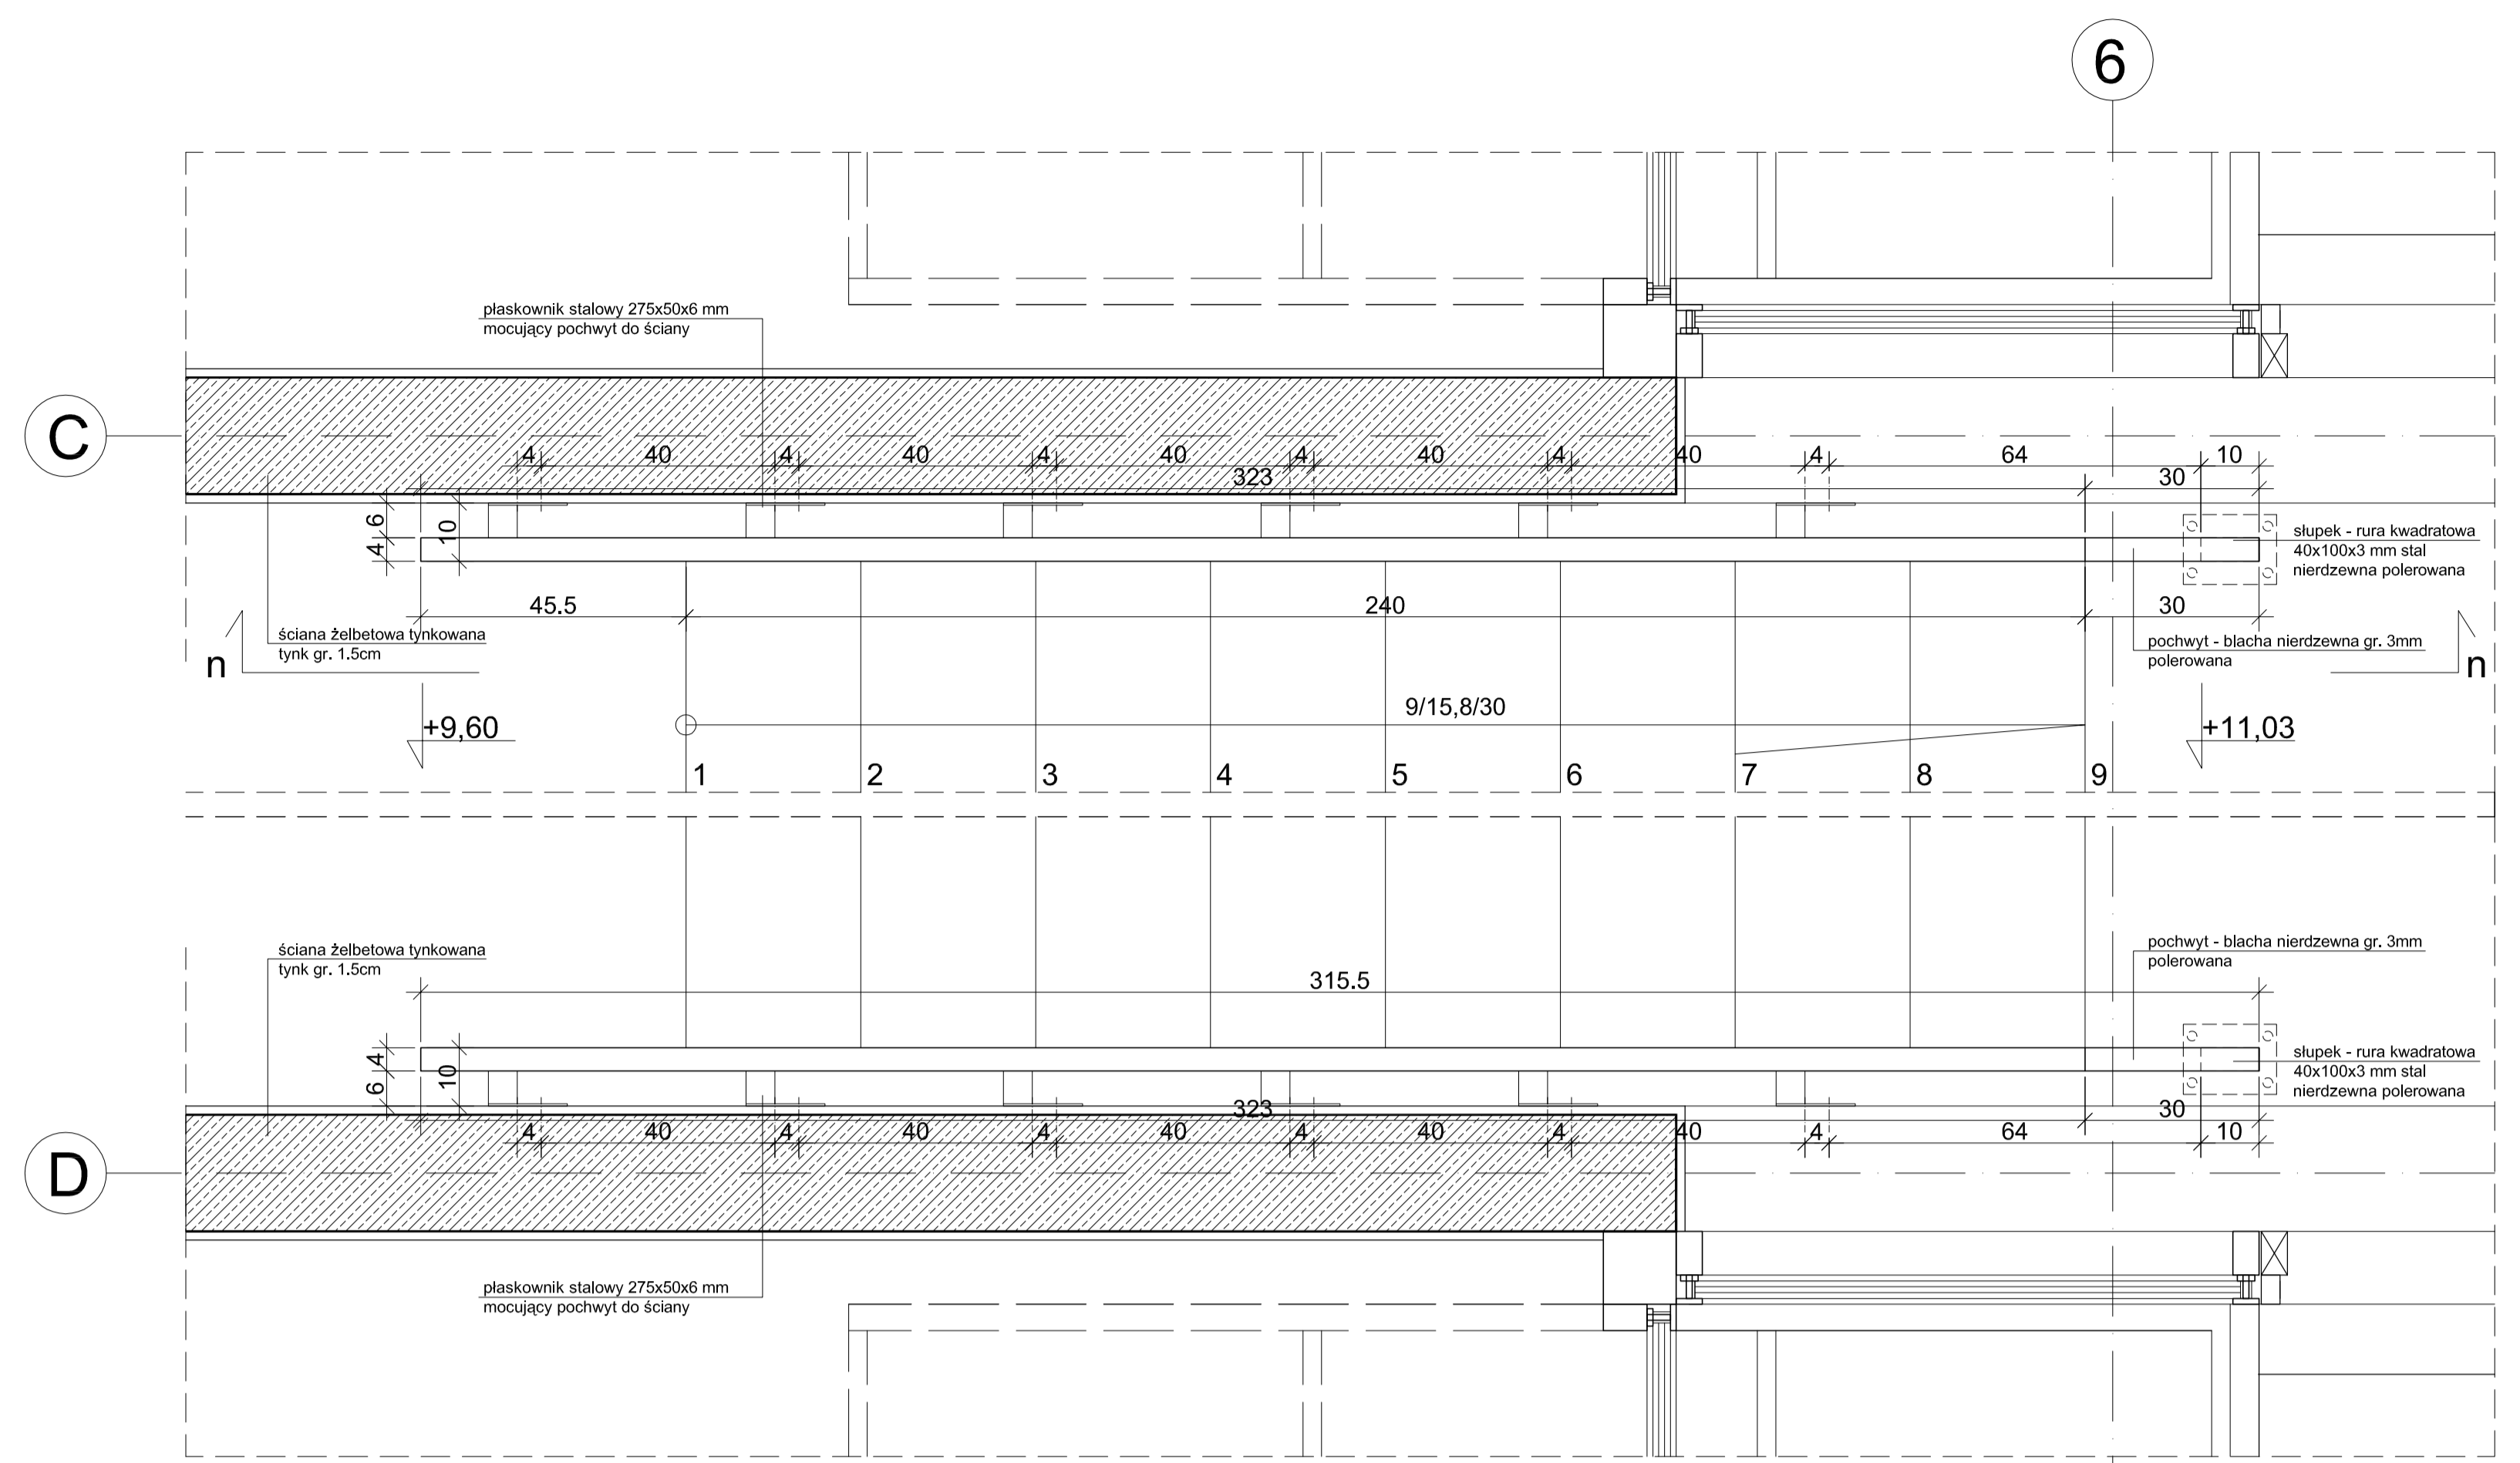 6
płaskownik stalowy 275x50x6 mm
mocujący pochwyt do ściany
C
4 40 4 40 4 40 4 40 4 40 4 64 10
323 30
6
10
4
słupek - rura kwadratowa
40x100x3 mm stal
nierdzewna polerowana
45.5 240 30
ściana żelbetowa tynkowana
tynk gr. 1.5cm
pochwyt - blacha nierdzewna gr. 3mm
polerowana
n n
9/15,8/30
+9,60 +11,03
1 2 3 4 5 6 7 8 9
ściana żelbetowa tynkowana
tynk gr. 1.5cm
pochwyt - blacha nierdzewna gr. 3mm
polerowana
315.5
4
10
6
słupek - rura kwadratowa
40x100x3 mm stal
nierdzewna polerowana
323 30
4 40 4 40 4 40 4 40 4 40 4 64 10
D
płaskownik stalowy 275x50x6 mm
mocujący pochwyt do ściany